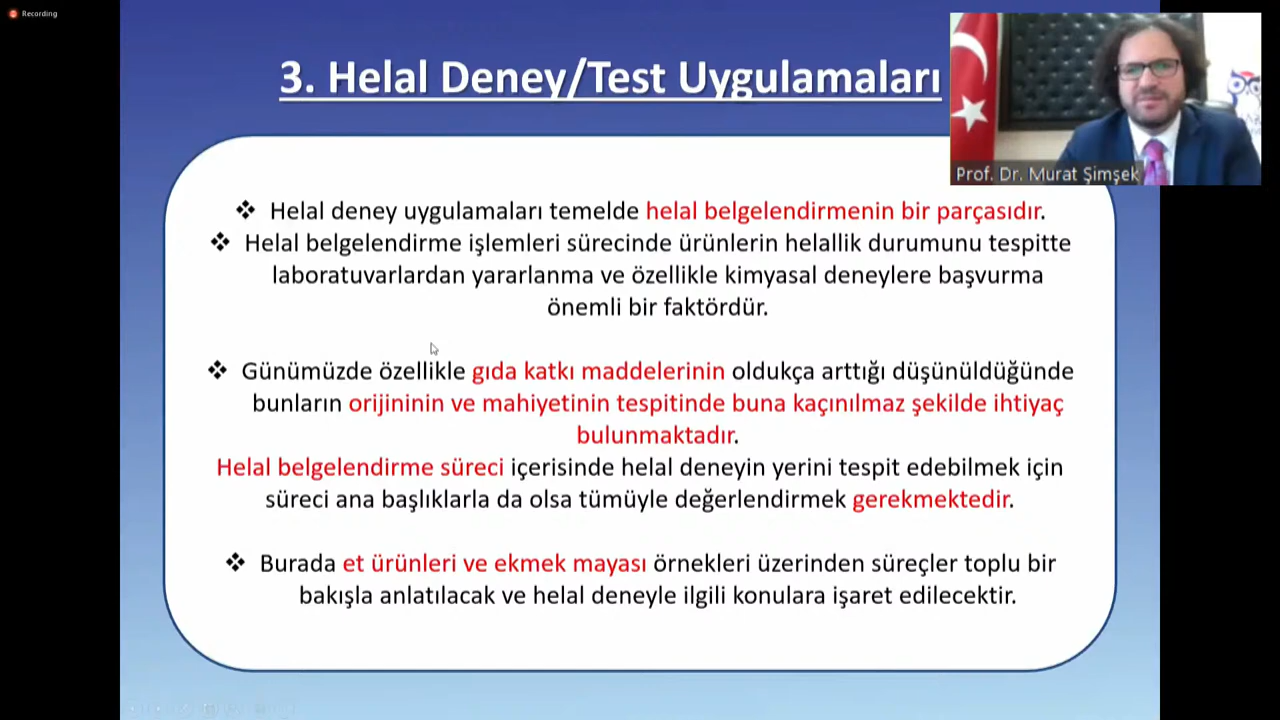 Recording
3. Helal Deney/Test Uygulamaları
Prof. Dr. Murat Şimşek
❖ Helal deney uygulamaları temelde helal belgelendirmenin bir parçasıdır.
❖ Helal belgelendirme işlemleri sürecinde ürünlerin helallik durumunu tespitte
laboratuvarlardan yararlanma ve özellikle kimyasal deneylere başvurma
önemli bir faktördür.
❖ Günümüzde özellikle gıda katkı maddelerinin oldukça arttığı düşünüldüğünde
bunların orijininin ve mahiyetinin tespitinde buna kaçınılmaz şekilde ihtiyaç
bulunmaktadır.
Helal belgelendirme süreci içerisinde helal deneyin yerini tespit edebilmek için
süreci ana başlıklarla da olsa tümüyle değerlendirmek gerekmektedir.
❖ Burada et ürünleri ve ekmek mayası örnekleri üzerinden süreçler toplu bir
bakışla anlatılacak ve helal deneyle ilgili konulara işaret edilecektir.